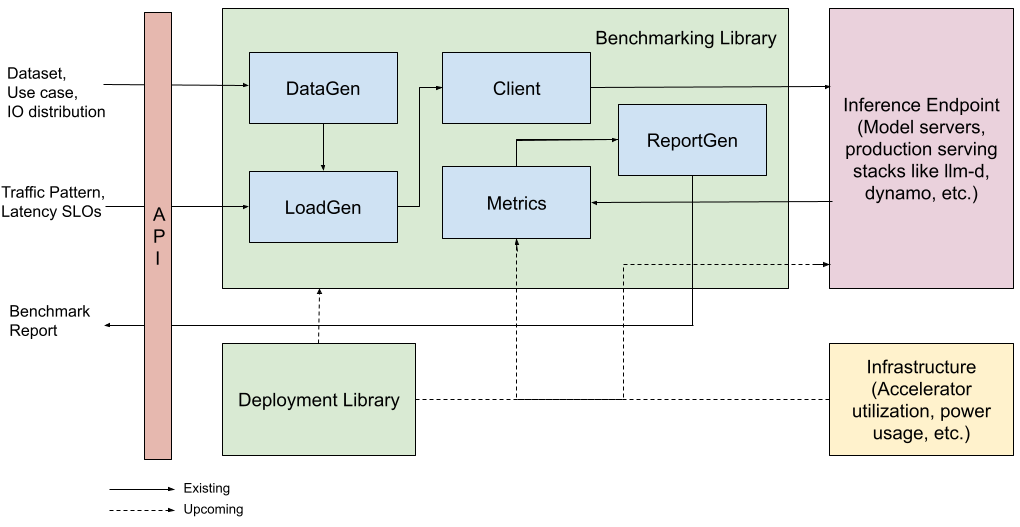 Benchmarking Library
Dataset,
Use case,
IO distribution
DataGen
Client
Inference Endpoint
(Model servers,
production serving
stacks like llm-d,
dynamo, etc.)
ReportGen
Traffic Pattern,
Latency SLOs
A
P
I
LoadGen
Metrics
Benchmark
Report
Deployment Library
Infrastructure
(Accelerator
utilization, power
usage, etc.)
Existing
Upcoming